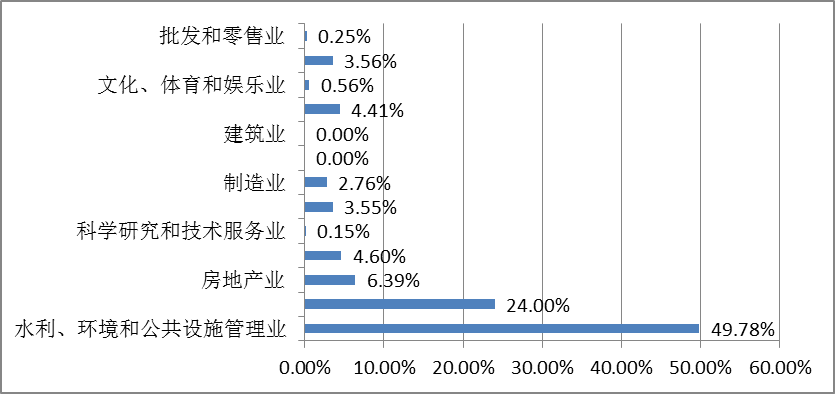 批发和零售业
0.25%
3.56%
文化、体育和娱乐业
0.56%
4.41%
建筑业
0.00%
0.00%
制造业
2.76%
3.55%
科学研究和技术服务业
0.15%
4.60%
房地产业
6.39%
24.00%
水利、环境和公共设施管理业
49.78%
0.00% 10.00% 20.00% 30.00% 40.00% 50.00% 60.00%